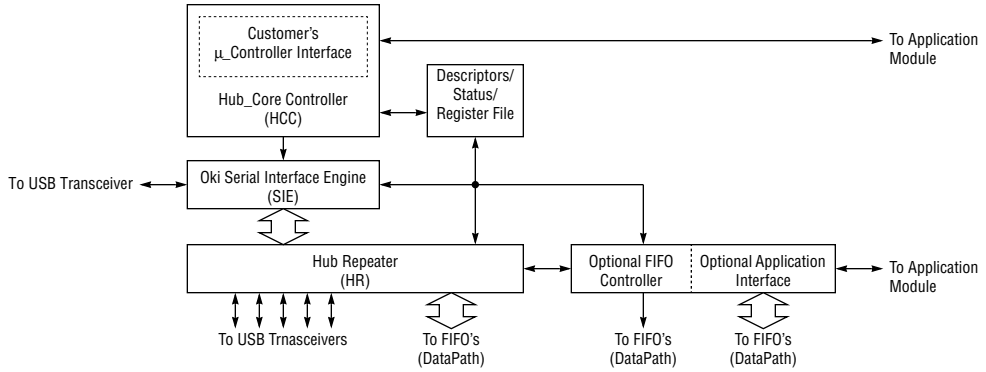 Customer's
μ_Controller Interface
Hub_Core Controller
(HCC)
To Application
Module
Descriptors/
Status/
Register File
To USB Transceiver
Oki Serial Interface Engine
(SIE)
Hub Repeater
(HR)
Optional FIFO
Controller
Optional Application
Interface
To Application
Module
To USB Trnasceivers
To FIFO's
(DataPath)
To FIFO's
(DataPath)
To FIFO's
(DataPath)